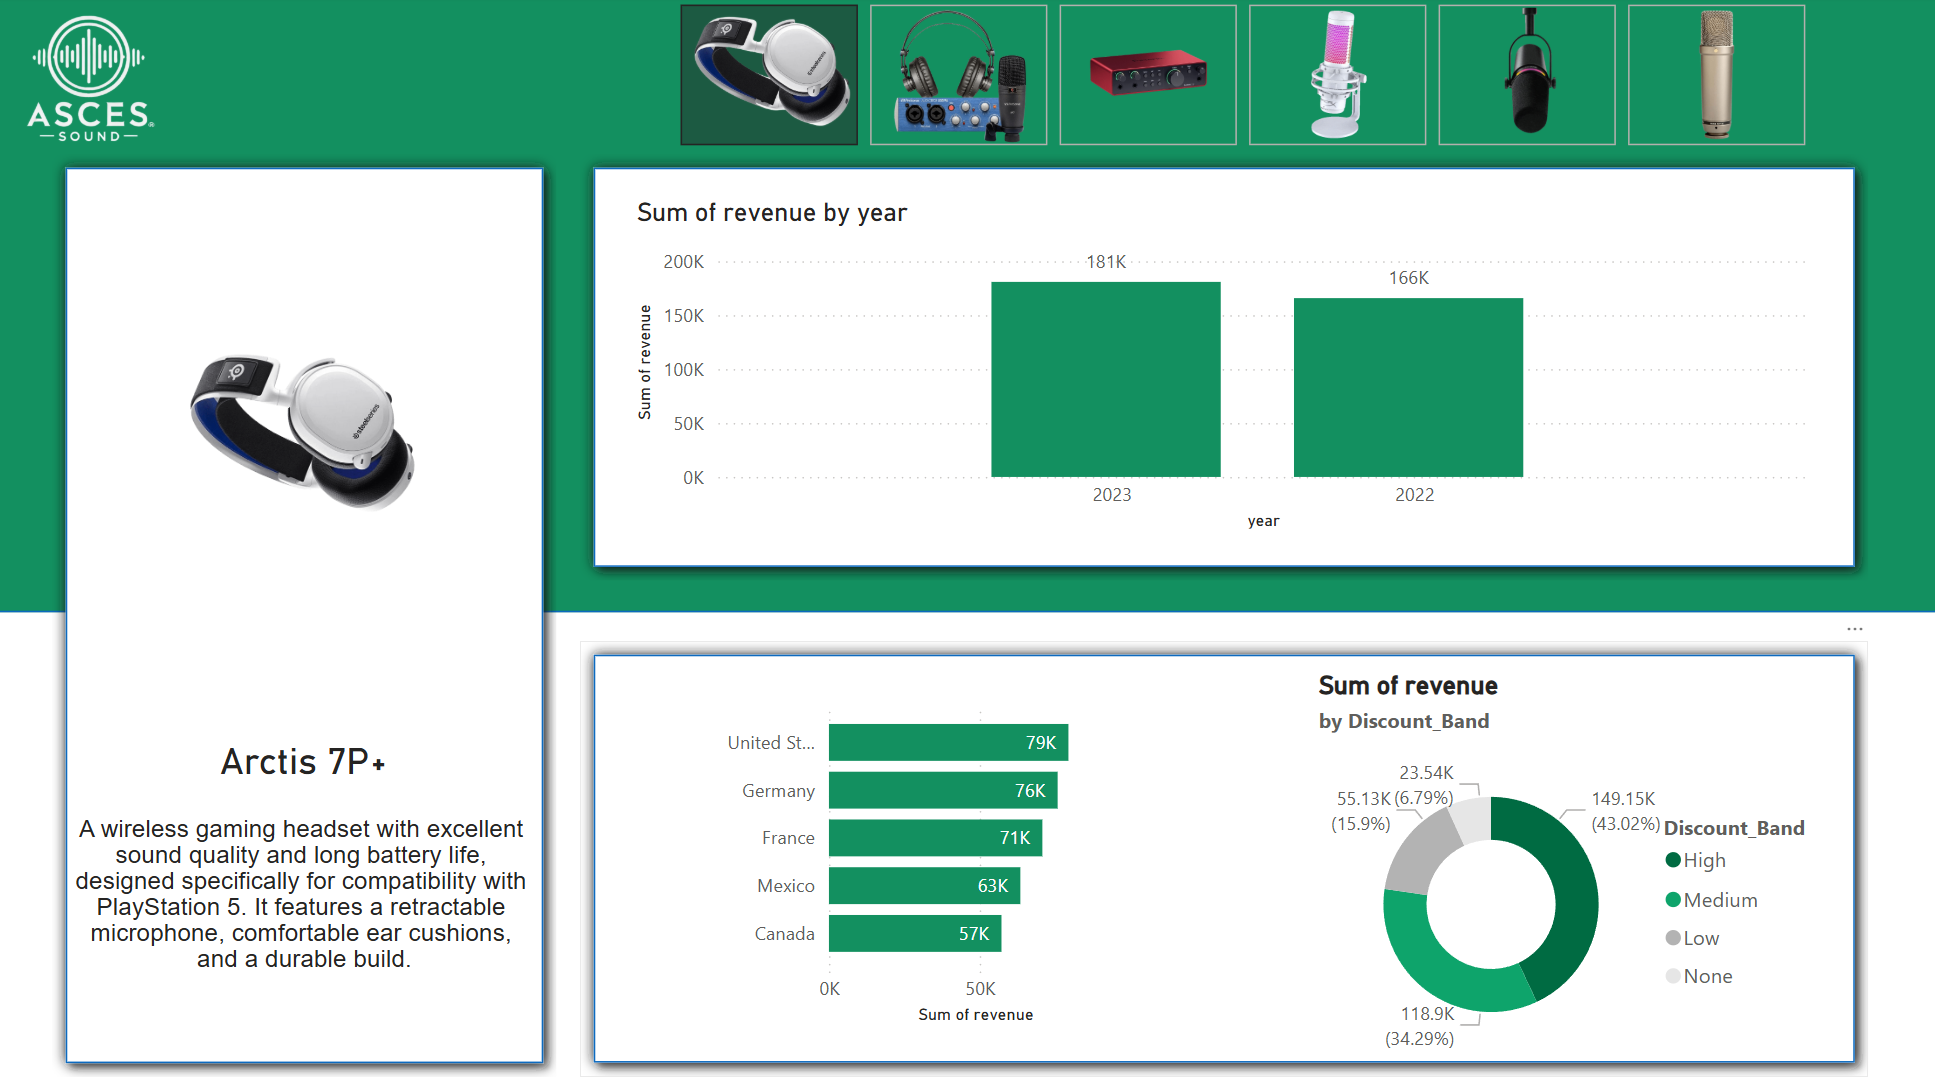 ASCES
SOUND
steelseries
Sum of revenue by year
Sum of revenue
200K
150K
100K
50K
0K
181K
166K
2023
2022
year
steelseries
Arctis 7P+
A wireless gaming headset with excellent
sound quality and long battery life,
designed specifically for compatibility with
PlayStation 5. It features a retractable
microphone, comfortable ear cushions,
and a durable build.
...
United St...
79K
Germany
76K
France
71K
Mexico
63K
Canada
57K
0K
50K
Sum of revenue
Sum of revenue
by Discount_Band
23.54K
(6.79%)
55.13K
(15.9%)
149.15K
(43.02%)
118.9K
(34.29%)
Discount_Band
High
Medium
Low
None